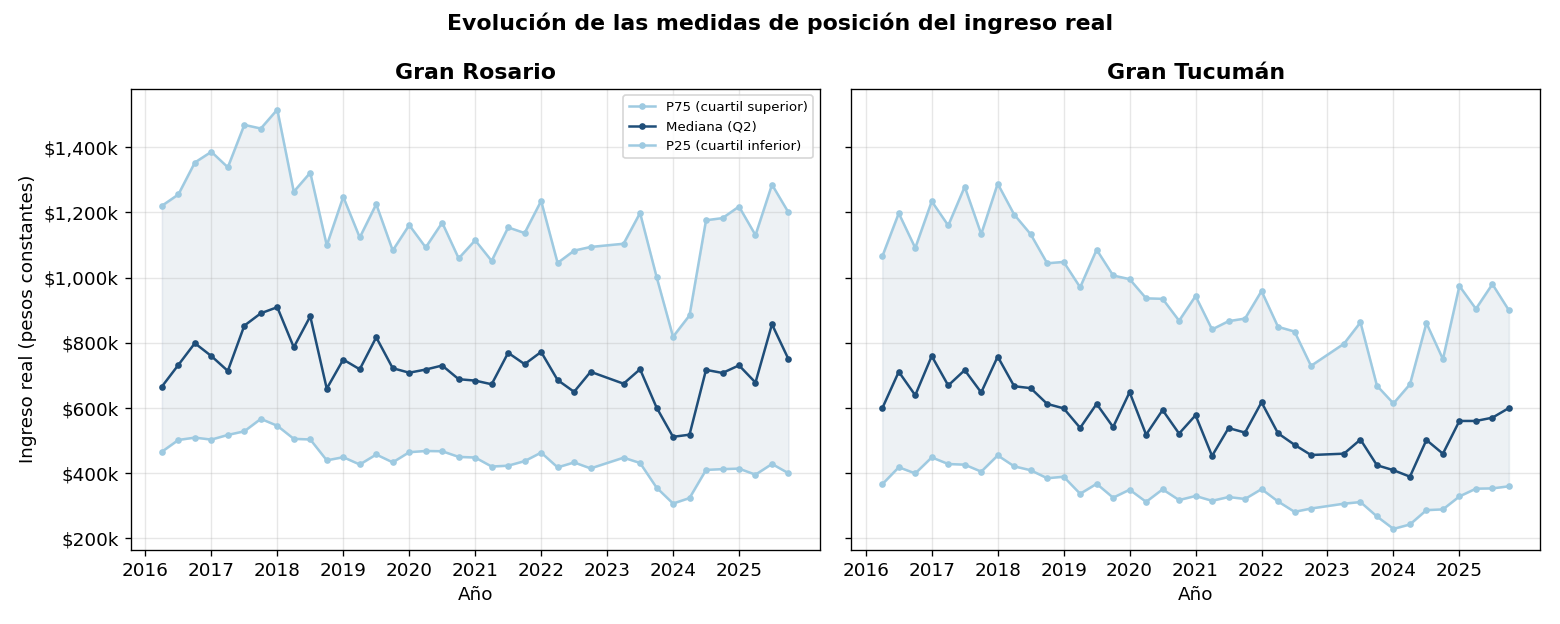 Evolución de las medidas de posición del ingreso real
Gran Rosario
Gran Tucumán
P75 (cuartil superior)
Mediana (Q2)
P25 (cuartil inferior)
Ingreso real (pesos constantes)
$1,400k
$1,200k
$1,000k
$800k
$600k
$400k
$200k
2016 2017 2018 2019 2020 2021 2022 2023 2024 2025
Año
2016 2017 2018 2019 2020 2021 2022 2023 2024 2025
Año